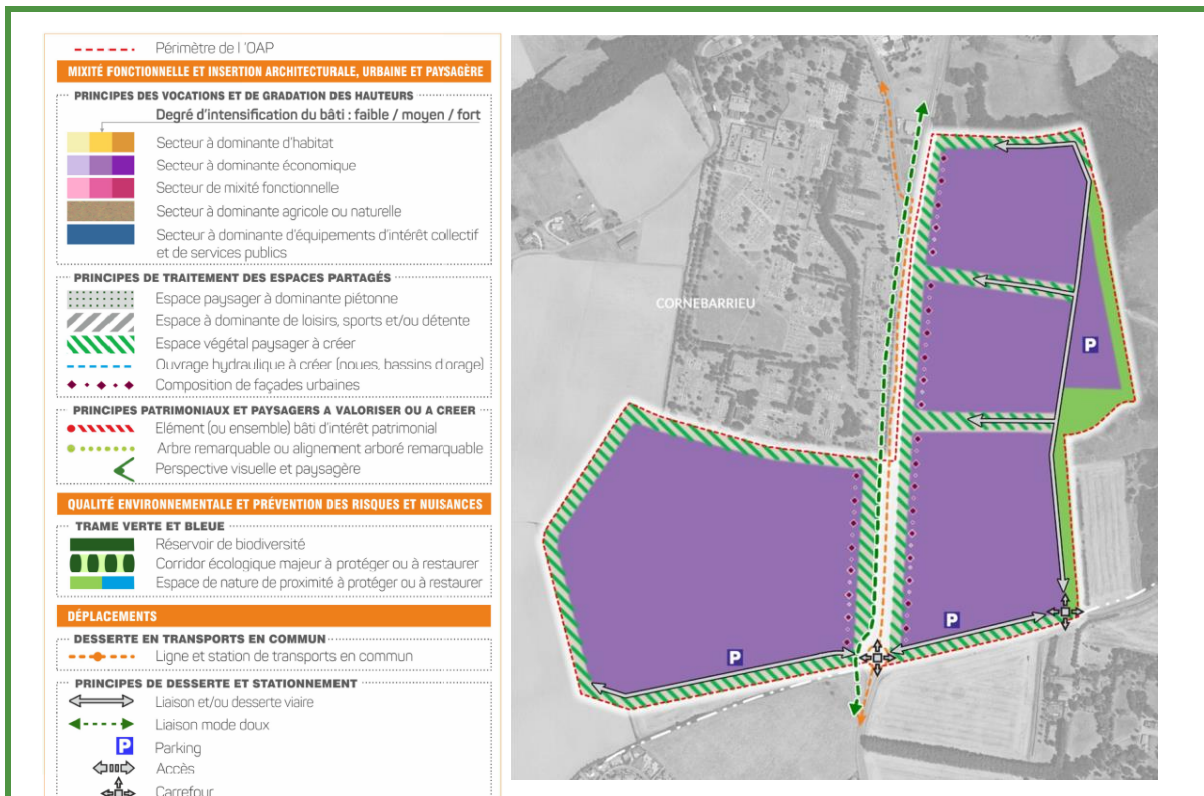 Périmètre de l 'OAP
MIXITÉ FONCTIONNELLE ET INSERTION ARCHITECTURALE, URBAINE ET PAYSAGÈRE
PRINCIPES DES VOCATIONS ET DE GRADATION DES HAUTEURS
Degré d'intensification du bâti : faible / moyen / fort
Secteur à dominante d'habitat
Secteur à dominante économique
Secteur de mixité fonctionnelle
Secteur à dominante agricole ou naturelle
Secteur à dominante d'équipements d'intérêt collectif
et de services publics
PRINCIPES DE TRAITEMENT DES ESPACES PARTAGÉS
Espace paysager à dominante piétonne
Espace à dominante de loisirs, sports et/ou détente
Espace végétal paysager à créer
Ouvrage hydraulique à créer (noues, bassins d'orage)
Composition de façades urbaines
PRINCIPES PATRIMONIAUX ET PAYSAGERS A VALORISER OU A CREER
Elément (ou ensemble) bâti d'intérêt patrimonial
Arbre remarquable ou alignement arboré remarquable
Perspective visuelle et paysagère
QUALITÉ ENVIRONNEMENTALE ET PRÉVENTION DES RISQUES ET NUISANCES
TRAME VERTE ET BLEUE
Réservoir de biodiversité
Corridor écologique majeur à protéger ou à restaurer
Espace de nature de proximité à protéger ou à restaurer
DÉPLACEMENTS
DESSERTE EN TRANSPORTS EN COMMUN
Ligne et station de transports en commun
PRINCIPES DE DESSERTE ET STATIONNEMENT
Liaison et/ou desserte viaire
Liaison mode doux
P Parking
Accès
Carrefour
CORNEBARRIEU
P
P
P